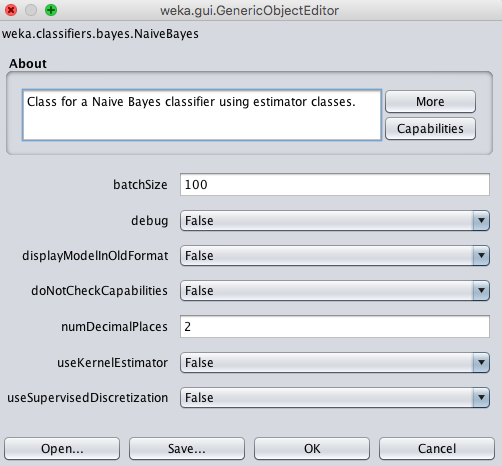 weka.gui.GenericObjectEditor
weka.classifiers.bayes.NaiveBayes
About
Class for a Naive Bayes classifier using estimator classes.
More
Capabilities
batchSize 100
debug False
displayModelInOldFormat False
doNotCheckCapabilities False
numDecimalPlaces 2
useKernelEstimator False
useSupervisedDiscretization False
Open... Save... OK Cancel